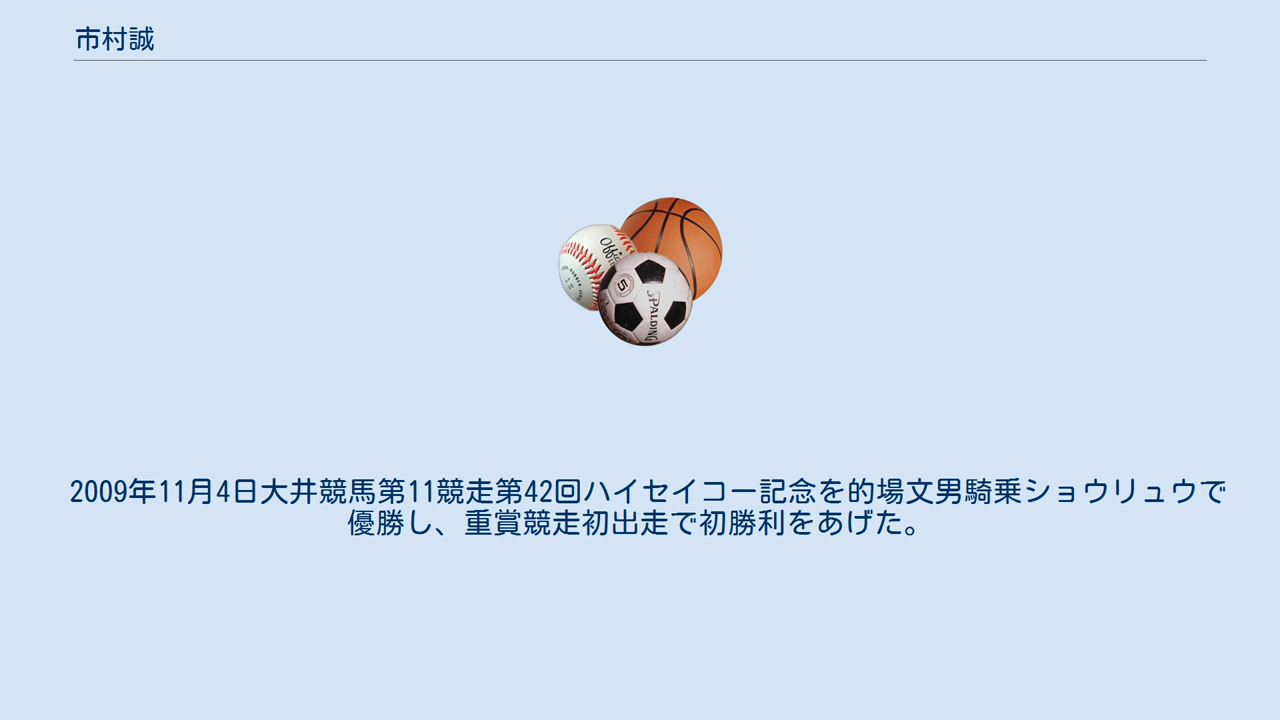 市村誠
Offic
5
SPALDING
2009年11月4日大井競馬第11競走第42回ハイセイコー記念を的場文男騎乗ショウリュウで
優勝し、重賞競走初出走で初勝利をあげた。